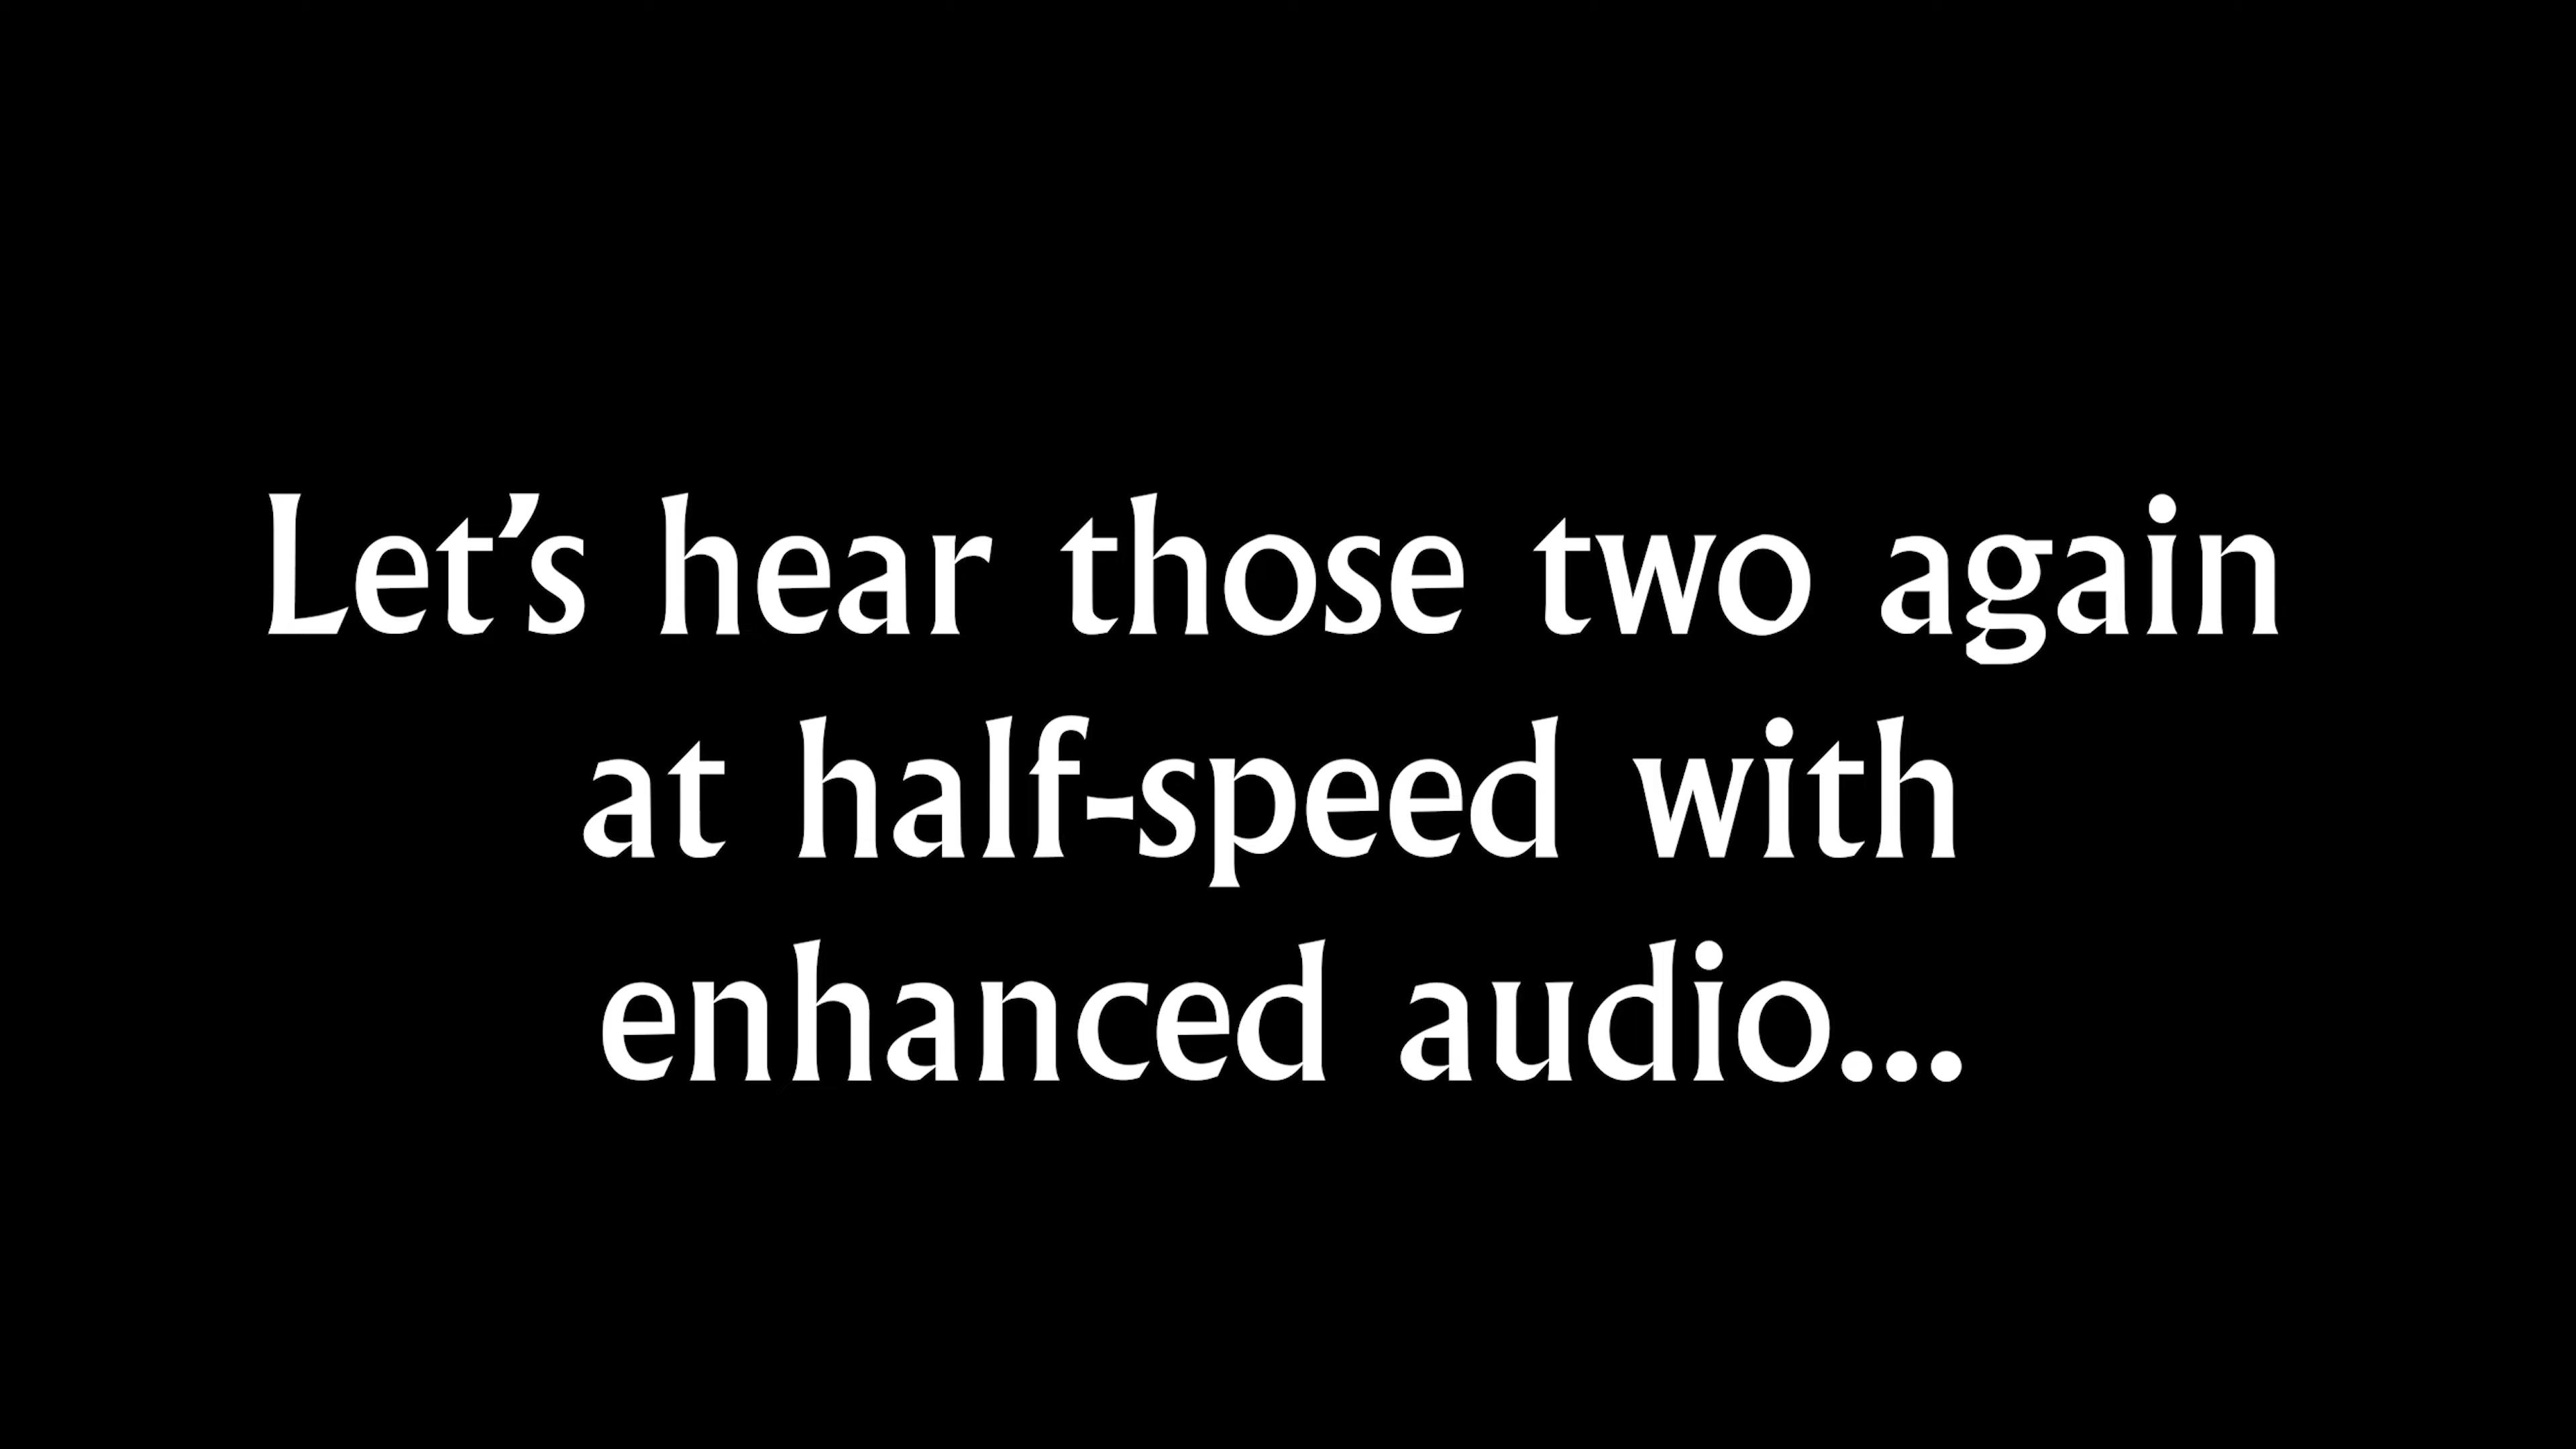 Let’s hear those two again
at half-speed with
enhanced audio...